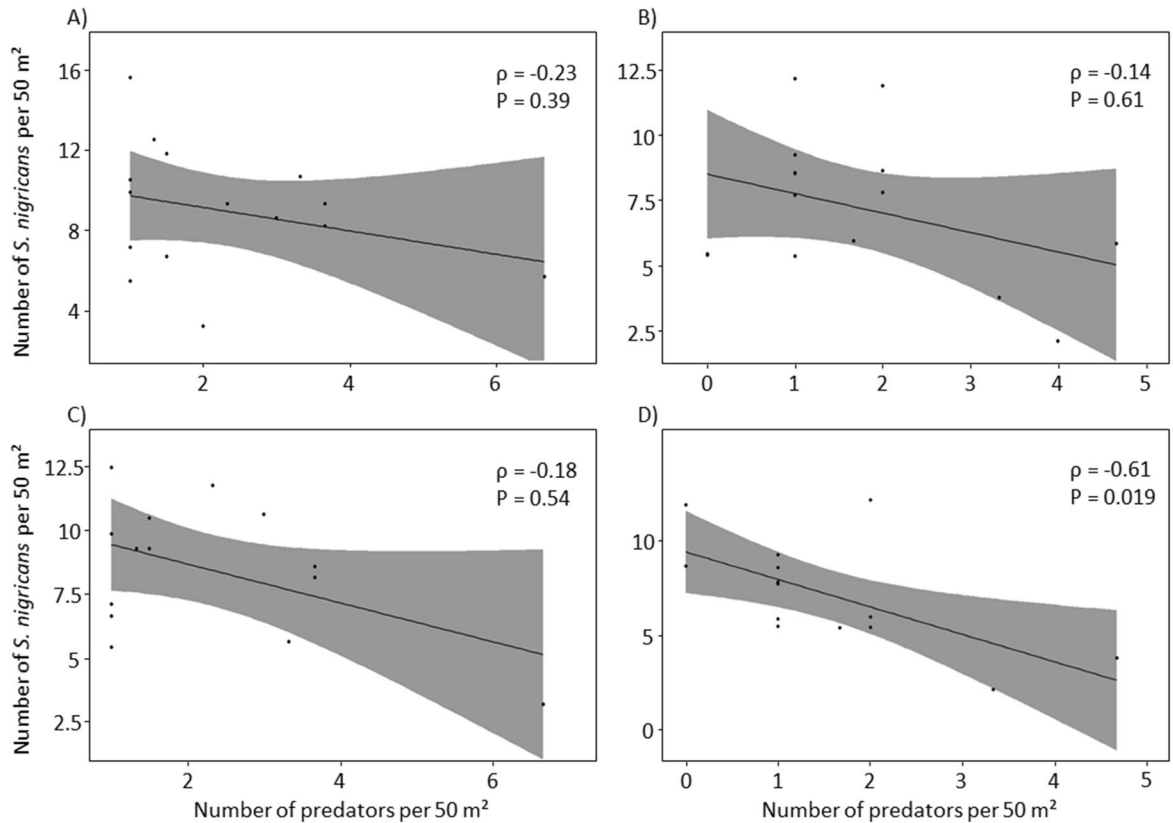 A)
Number of S. nigricans per 50 m²
16
12
8
4
2
4
6
ρ = -0.23
P = 0.39
B)
12.5
10
7.5
5
2.5
0
1
2
3
4
5
ρ = -0.14
P = 0.61
C)
Number of S. nigricans per 50 m²
12.5
10
7.5
5
2.5
2
4
6
Number of predators per 50 m²
ρ = -0.18
P = 0.54
D)
10
5
0
0
1
2
3
4
5
Number of predators per 50 m²
ρ = -0.61
P = 0.019